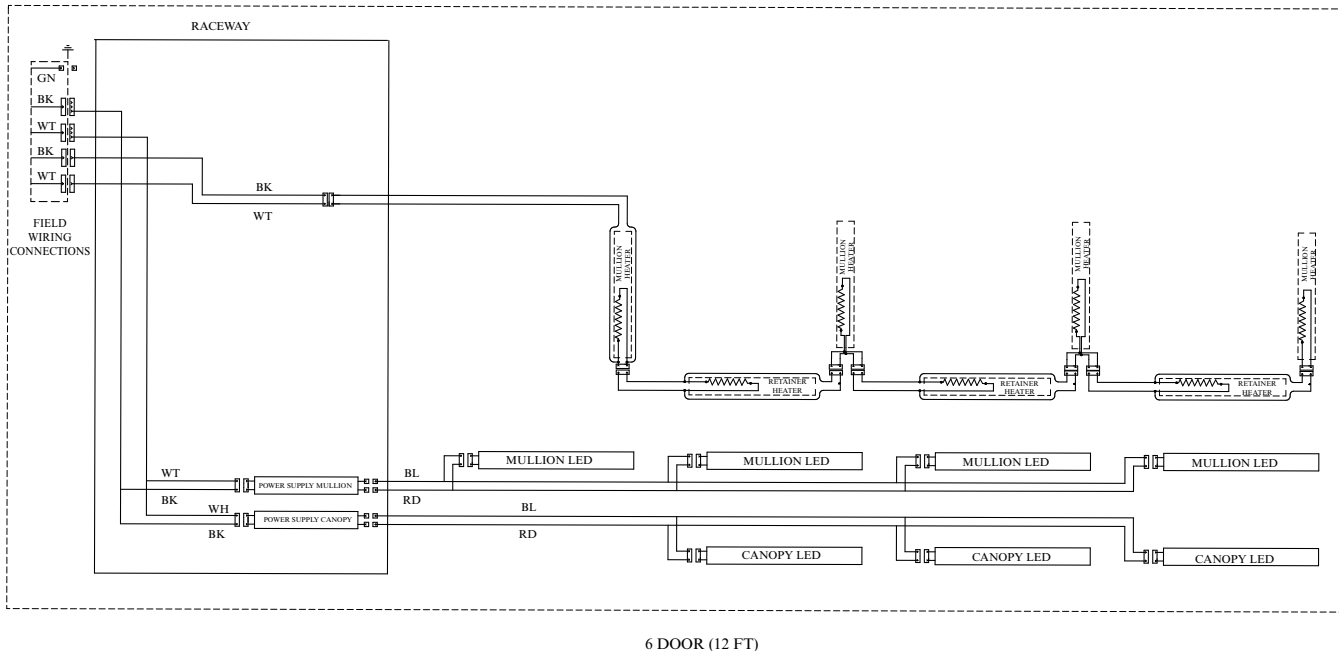 RACEWAY
GN
BK
WT
BK
WT
FIELD
WIRING
CONNECTIONS
BK
WT
MULLION
HEATER
MULLION
HEATER
MULLION
HEATER
MULLION
HEATER
RETAINER
HEATER
RETAINER
HEATER
RETAINER
HEATER
WT
BK
POWER SUPPLY MULLION
BL
RD
MULLION LED
MULLION LED
MULLION LED
MULLION LED
WH
BK
POWER SUPPLY CANOPY
BL
RD
CANOPY LED
CANOPY LED
CANOPY LED
6 DOOR (12 FT)